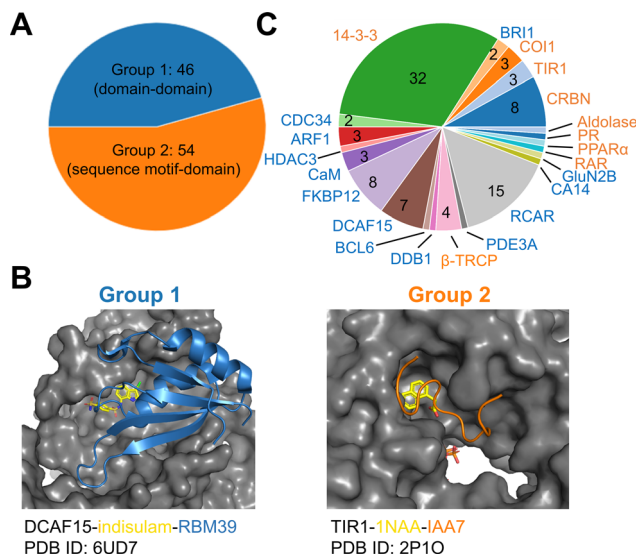 A
Group 1: 46
(domain-domain)
Group 2: 54
(sequence motif-domain)
C
14-3-3
BRI1
COI1
TIR1
CRBN
Aldolase
PR
PPARα
RAR
GluN2B
CA14
RCAR
PDE3A
β-TRCP
DDB1
BCL6
DCAF15
FKBP12
CaM
HDAC3
ARF1
CDC34
32
2
3
3
8
15
4
7
8
3
3
2
B
Group 1
Group 2
DCAF15-indisulam-RBM39
PDB ID: 6UD7
TIR1-1NAA-IAA7
PDB ID: 2P1O